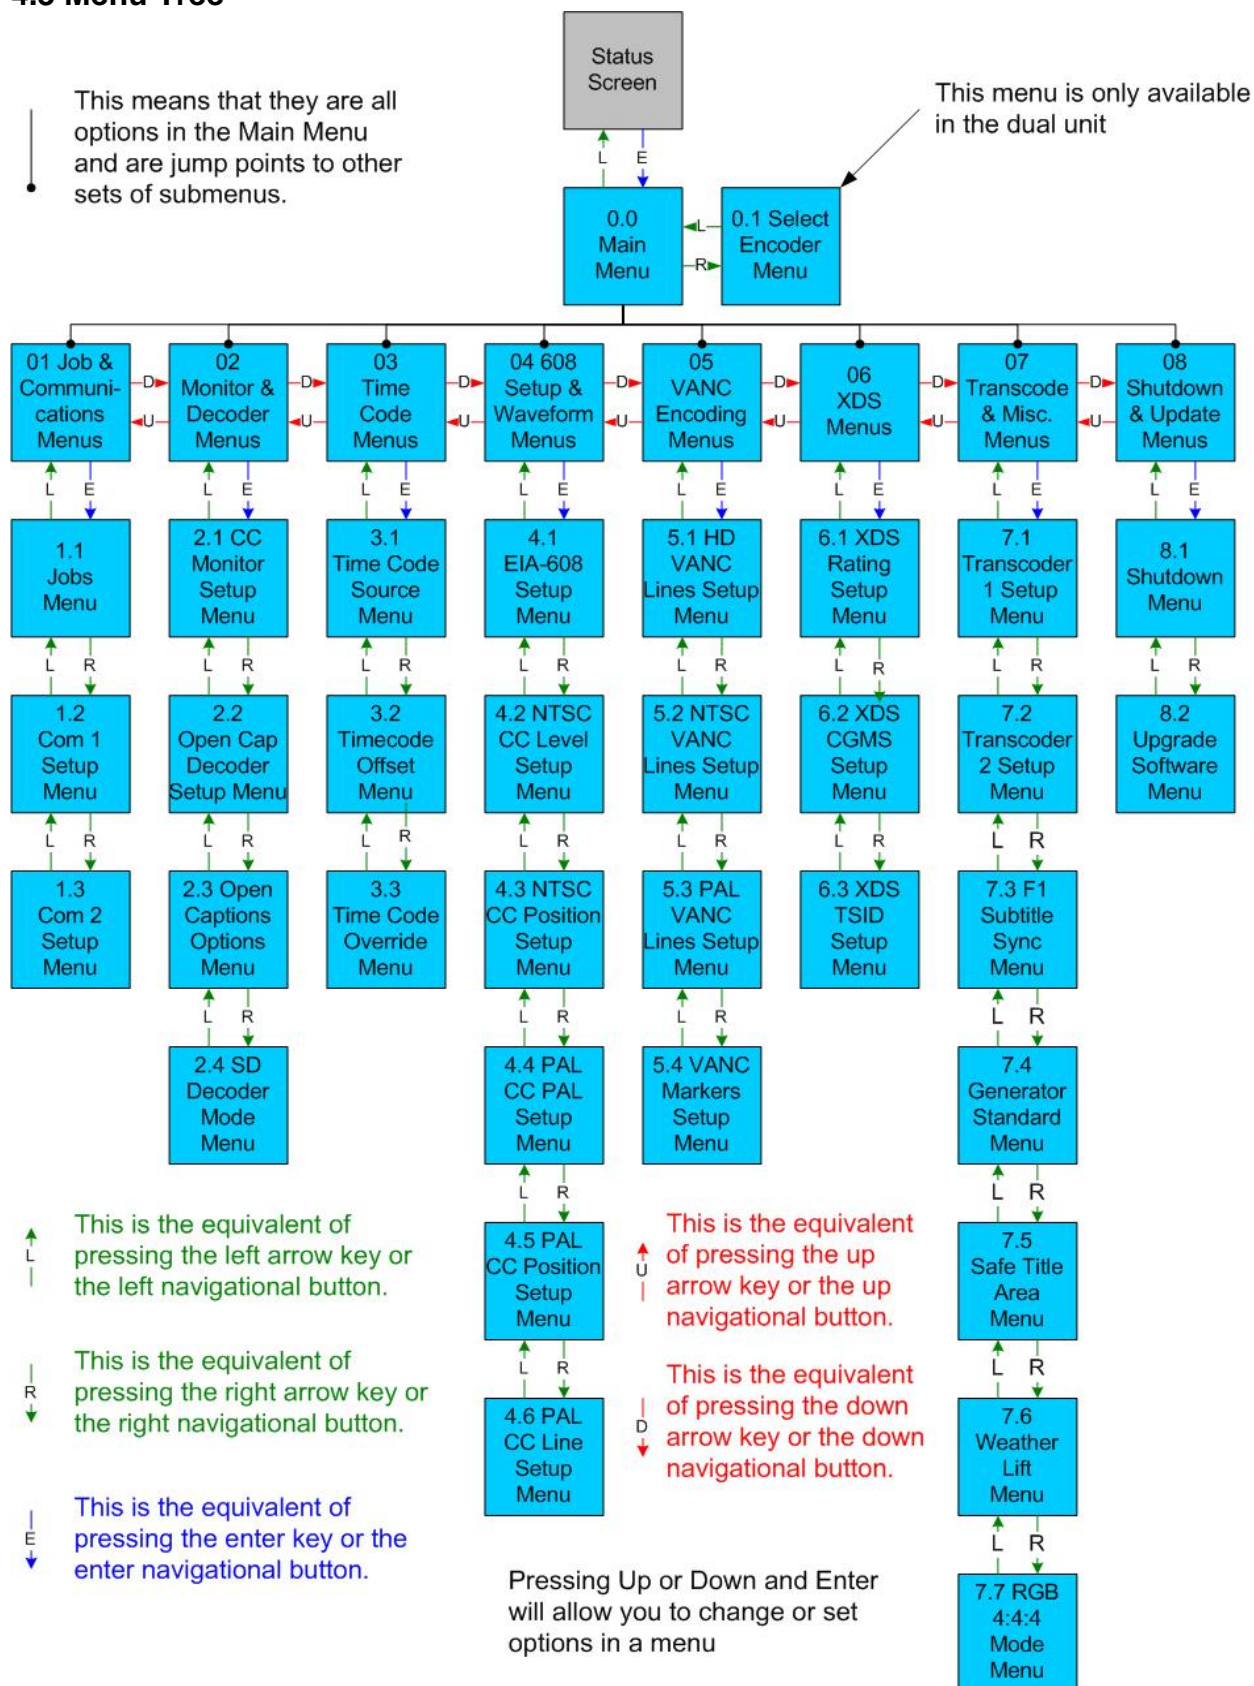 4.3 Menu Tree
Status
Screen
This means that they are all
options in the Main Menu
and are jump points to other
sets of submenus.
This menu is only available
in the dual unit
L
E
0.0
Main
Menu
L
R
0.1 Select
Encoder
Menu
01 Job &
Communi-
cations
Menus
D
U
02
Monitor &
Decoder
Menus
D
U
03
Time
Code
Menus
D
U
04 608
Setup &
Waveform
Menus
D
U
05
VANC
Encoding
Menus
D
U
06
XDS
Menus
D
U
07
Transcode
& Misc.
Menus
D
U
08
Shutdown
& Update
Menus
L E
L E
L E
L E
L E
L E
L E
L E
1.1
Jobs
Menu
2.1 CC
Monitor
Setup
Menu
3.1
Time Code
Source
Menu
4.1
EIA-608
Setup
Menu
5.1 HD
VANC
Lines Setup
Menu
6.1 XDS
Rating
Setup
Menu
7.1
Transcoder
1 Setup
Menu
8.1
Shutdown
Menu
L R
L R
L R
L R
L R
L R
L R
L R
1.2
Com 1
Setup
Menu
2.2
Open Cap
Decoder
Setup Menu
3.2
Timecode
Offset
Menu
4.2 NTSC
CC Level
Setup
Menu
5.2 NTSC
VANC
Lines Setup
Menu
6.2 XDS
CGMS
Setup
Menu
7.2
Transcoder
2 Setup
Menu
8.2
Upgrade
Software
Menu
L R
L R
L R
L R
L R
L R
L R
1.3
Com 2
Setup
Menu
2.3 Open
Captions
Options
Menu
3.3
Time Code
Override
Menu
4.3 NTSC
CC Position
Setup
Menu
5.3 PAL
VANC
Lines Setup
Menu
6.3 XDS
TSID
Setup
Menu
7.3 F1
Subtitle
Sync
Menu
L R
L R
L R
L R
2.4 SD
Decoder
Mode
Menu
4.4 PAL
CC PAL
Setup
Menu
5.4 VANC
Markers
Setup
Menu
7.4
Generator
Standard
Menu
L R
L R
4.5 PAL
CC Position
Setup
Menu
7.5
Safe Title
Area
Menu
L R
L R
4.6 PAL
CC Line
Setup
Menu
7.6
Weather
Lift
Menu
L R
7.7 RGB
4:4:4
Mode
Menu
L
This is the equivalent of
pressing the left arrow key or
the left navigational button.
R
This is the equivalent of
pressing the right arrow key or
the right navigational button.
E
This is the equivalent of
pressing the enter key or the
enter navigational button.
U
This is the equivalent
of pressing the up
arrow key or the up
navigational button.
D
This is the equivalent
of pressing the down
arrow key or the down
navigational button.
Pressing Up or Down and Enter
will allow you to change or set
options in a menu